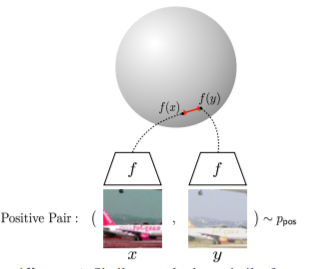 f(x) f(y)
f f
Positive Pair : ( , ) ∼ p_pos
x y